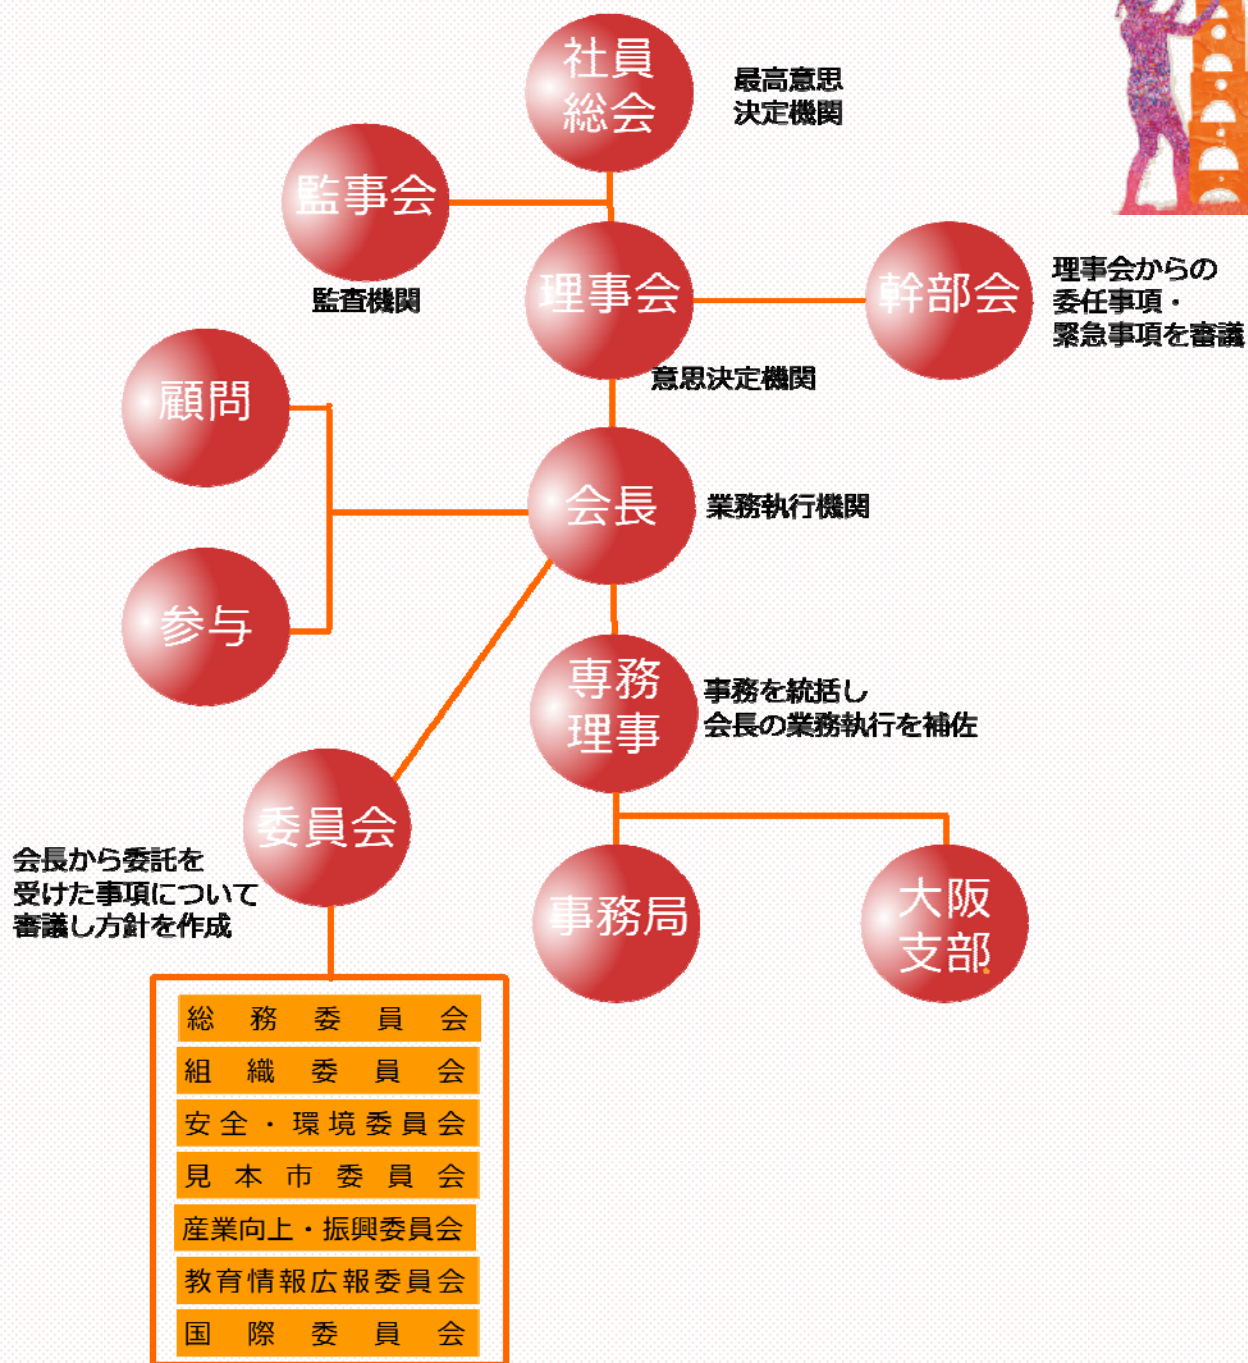 社員
総会
最高意思
決定機関
監事会
監査機関
理事会
意思決定機関
幹部会
理事会からの
委任事項・
緊急事項を審議
顧問
参与
会長
業務執行機関
専務
理事
事務を統括し
会長の業務執行を補佐
委員会
会長から委託を
受けた事項について
審議し方針を作成
事務局
大阪
支部
総務委員会
組織委員会
安全・環境委員会
見本市委員会
産業向上・振興委員会
教育情報広報委員会
国際委員会